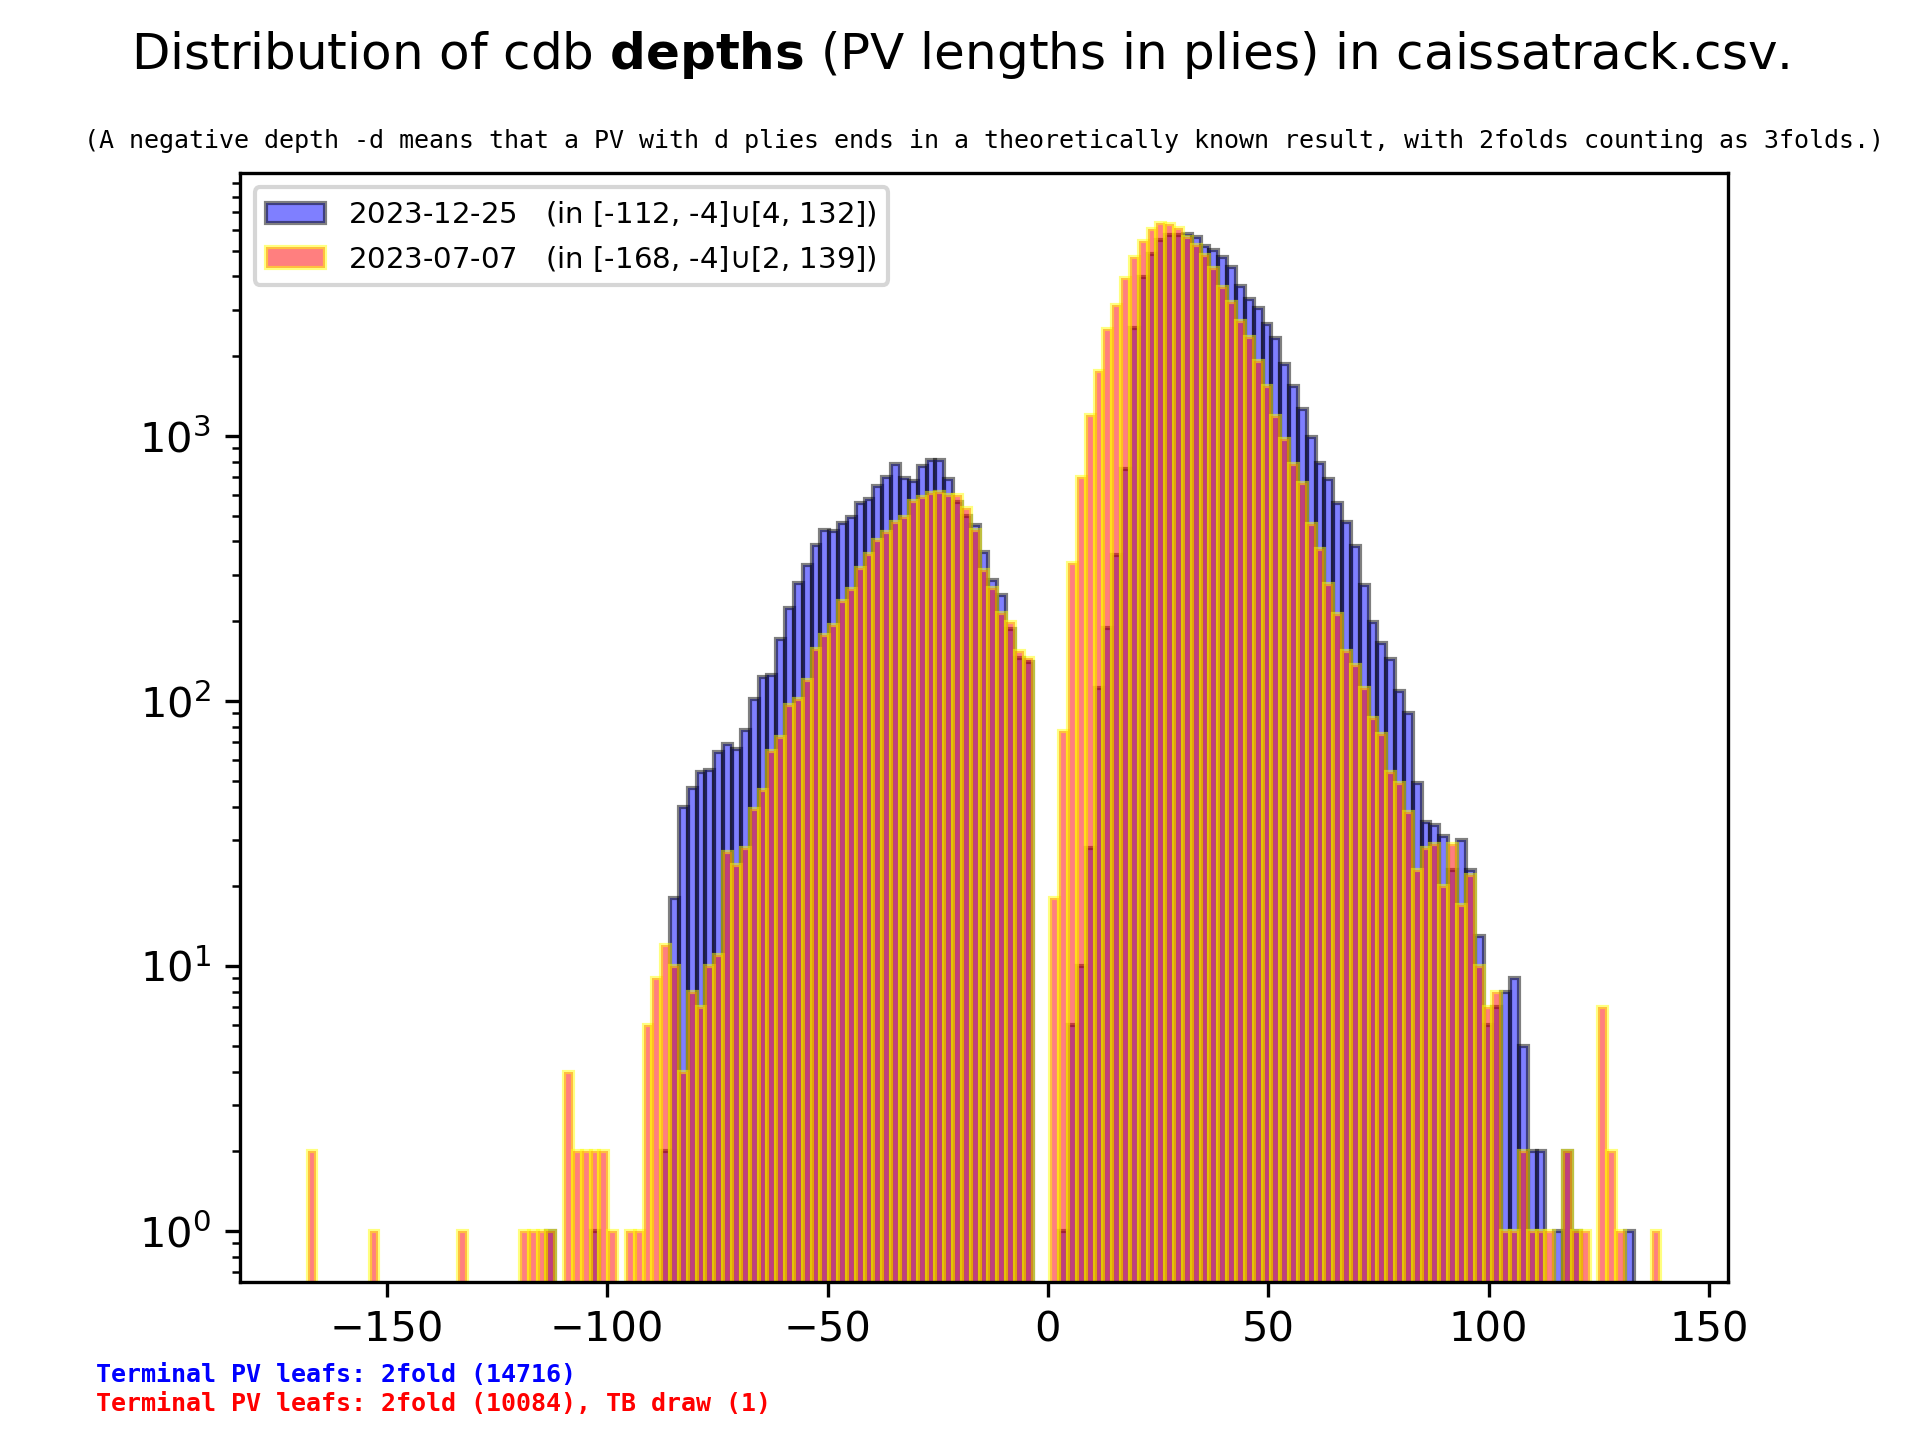 Distribution of cdb depths (PV lengths in plies) in caissatrack.csv.
(A negative depth -d means that a PV with d plies ends in a theoretically known result, with 2folds counting as 3folds.)
2023-12-25 (in [-112, -4]∪[4, 132])
2023-07-07 (in [-168, -4]∪[2, 139])
10³
10²
10¹
10⁰
−150 −100 −50 0 50 100 150
Terminal PV leafs: 2fold (14716)
Terminal PV leafs: 2fold (10084), TB draw (1)